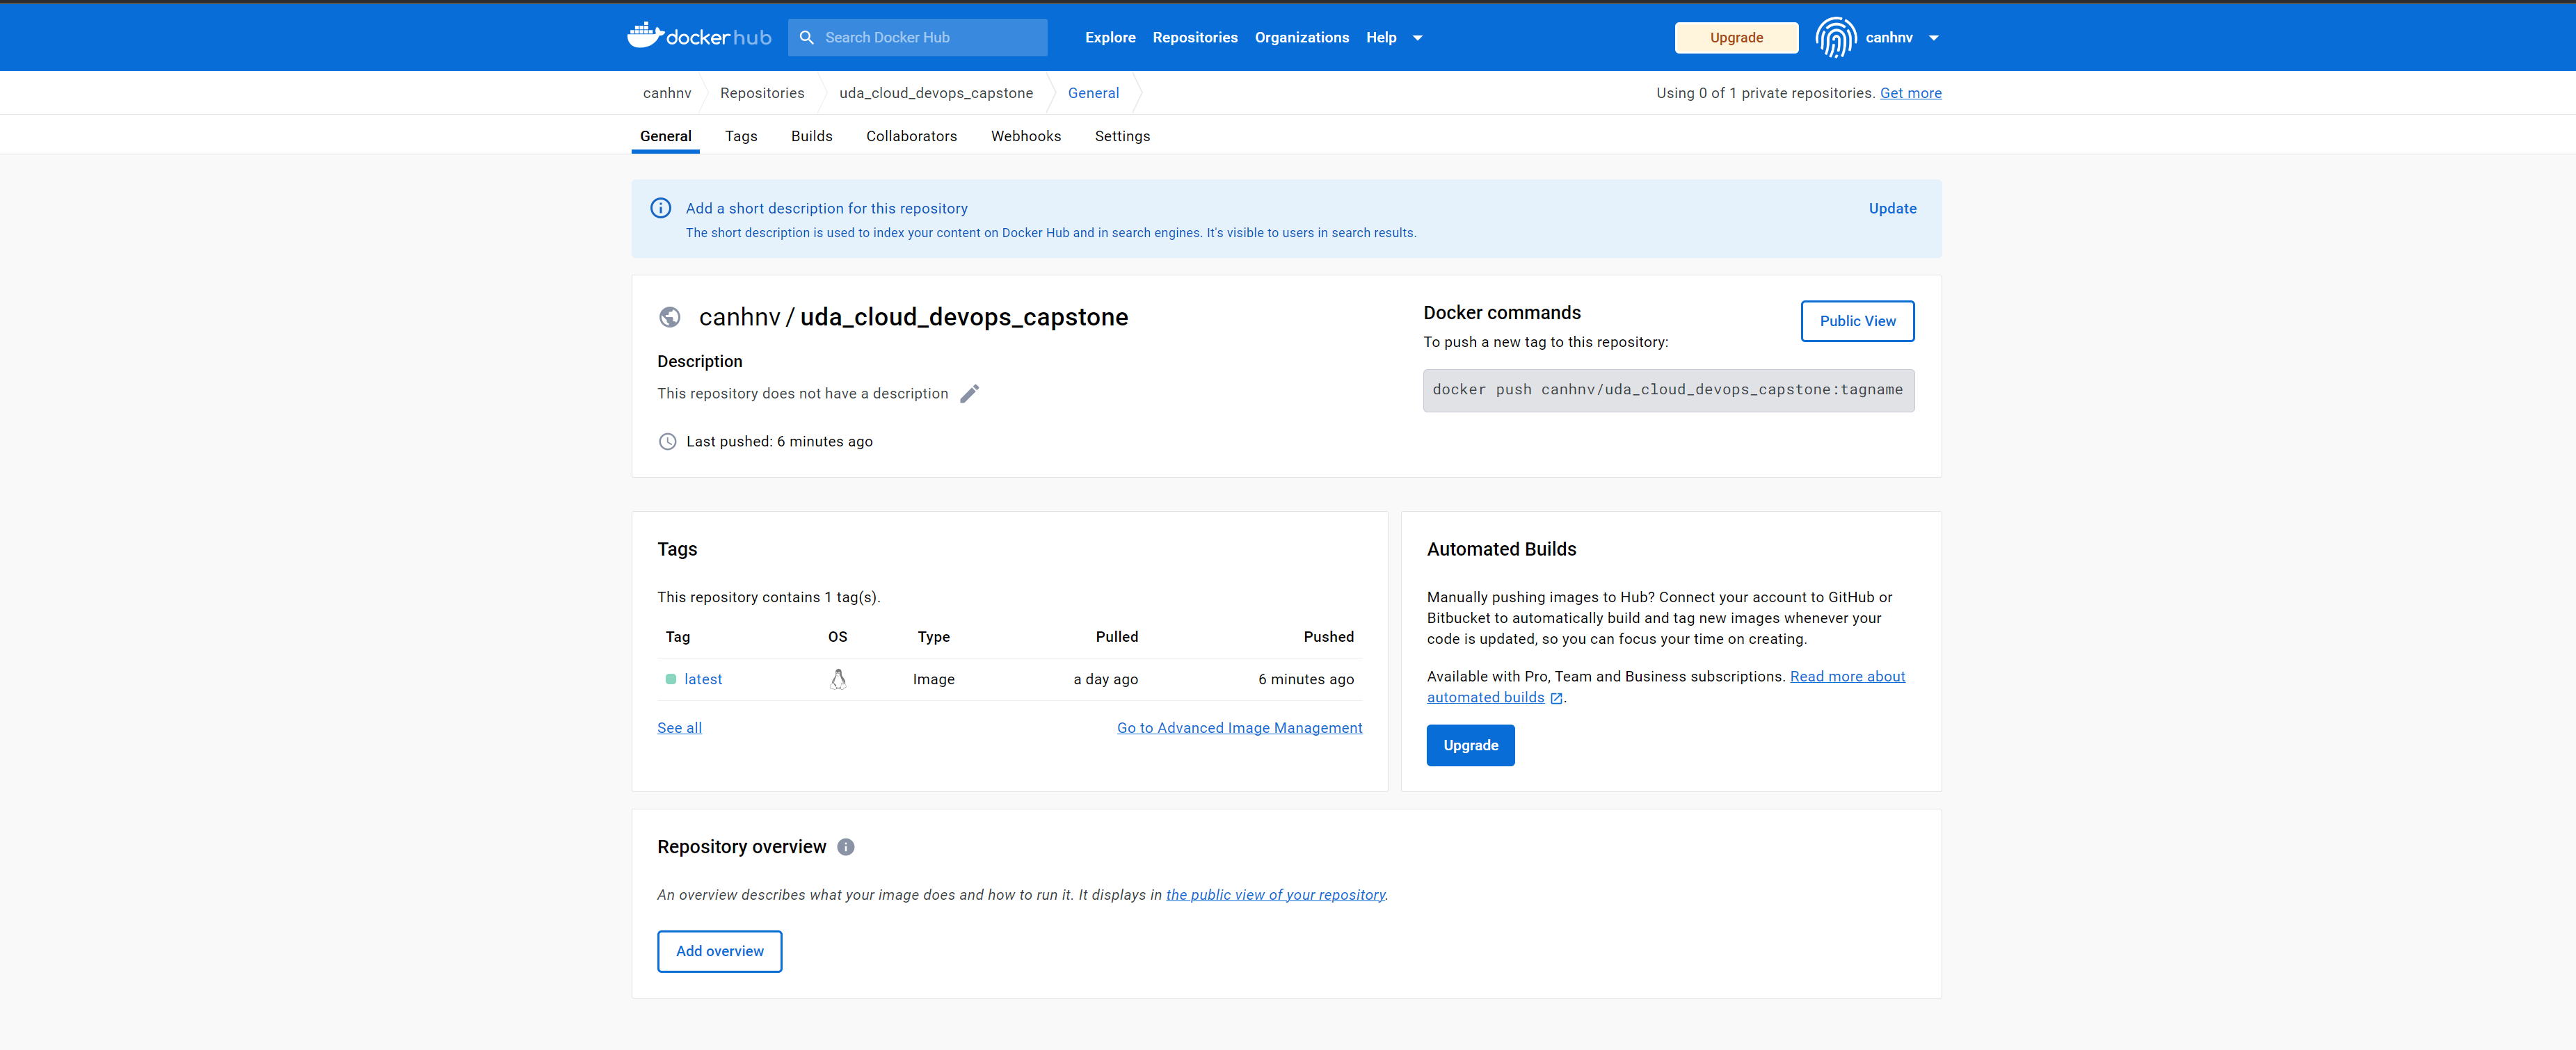 dockerhub
Search Docker Hub
Explore
Repositories
Organizations
Help
Upgrade
canhnv
canhnv
Repositories
uda_cloud_devops_capstone
General
Using 0 of 1 private repositories. Get more
General
Tags
Builds
Collaborators
Webhooks
Settings
Add a short description for this repository
Update
The short description is used to index your content on Docker Hub and in search engines. It's visible to users in search results.
canhnv / uda_cloud_devops_capstone
Description
This repository does not have a description
Last pushed: 6 minutes ago
Docker commands
Public View
To push a new tag to this repository:
docker push canhnv/uda_cloud_devops_capstone:tagname
Tags
This repository contains 1 tag(s).
Tag OS Type Pulled Pushed
latest Image a day ago 6 minutes ago
See all
Go to Advanced Image Management
Automated Builds
Manually pushing images to Hub? Connect your account to GitHub or
Bitbucket to automatically build and tag new images whenever your
code is updated, so you can focus your time on creating.
Available with Pro, Team and Business subscriptions. Read more about
automated builds .
Upgrade
Repository overview
An overview describes what your image does and how to run it. It displays in the public view of your repository.
Add overview